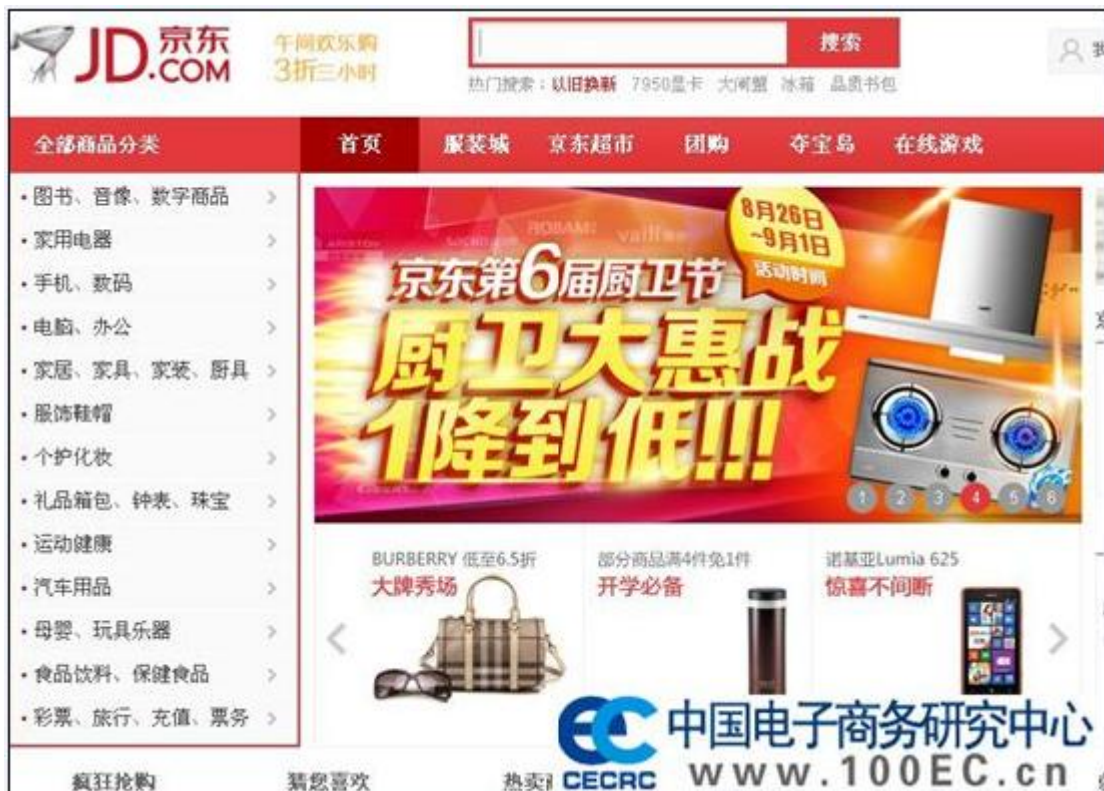 JD.COM 京东
午间欢乐购
3折三小时
搜索
热门搜索：以旧换新 7950显卡 大闸蟹 冰箱 品质书包
全部商品分类 首页 服装城 京东超市 团购 夺宝岛 在线游戏
· 图书、音像、数字商品 >
· 家用电器 >
· 手机、数码 >
· 电脑、办公 >
· 家居、家具、家装、厨具 >
· 服饰鞋帽 >
· 个护化妆 >
· 礼品箱包、钟表、珠宝 >
· 运动健康 >
· 汽车用品 >
· 母婴、玩具乐器 >
· 食品饮料、保健食品 >
· 彩票、旅行、充值、票务 >
ROBAM
8月26日
~9月1日
活动时间
京东第6届厨卫节
厨卫大惠战
1降到低!!!
1 2 3 4 5 6
BURBERRY 低至6.5折
大牌秀场
部分商品满4件免1件
开学必备
诺基亚Lumia 625
惊喜不间断
疯狂抢购 猜您喜欢 热卖
CECRC
中国电子商务研究中心
www.100EC.cn